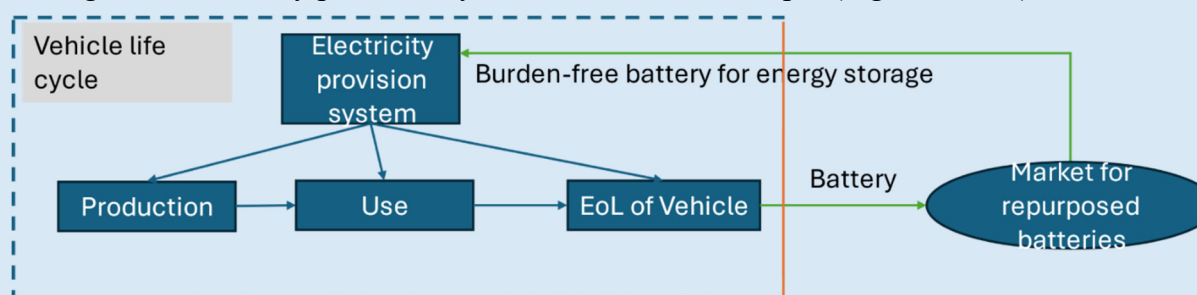 Vehicle life
cycle
Electricity
provision
system
Burden-free battery for energy storage
Production
Use
EoL of Vehicle
Battery
Market for
repurposed
batteries